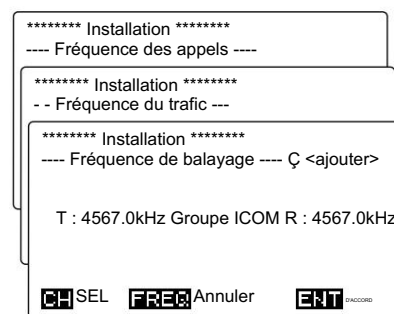 ******** Installation ********
---- Fréquence des appels ----
******** Installation ********
- - Fréquence du trafic ---
******** Installation ********
---- Fréquence de balayage ---- Ç <ajouter>
T : 4567.0kHz Groupe ICOM R : 4567.0kHz
CH SEL FREQ Annuler ENT D'ACCORD